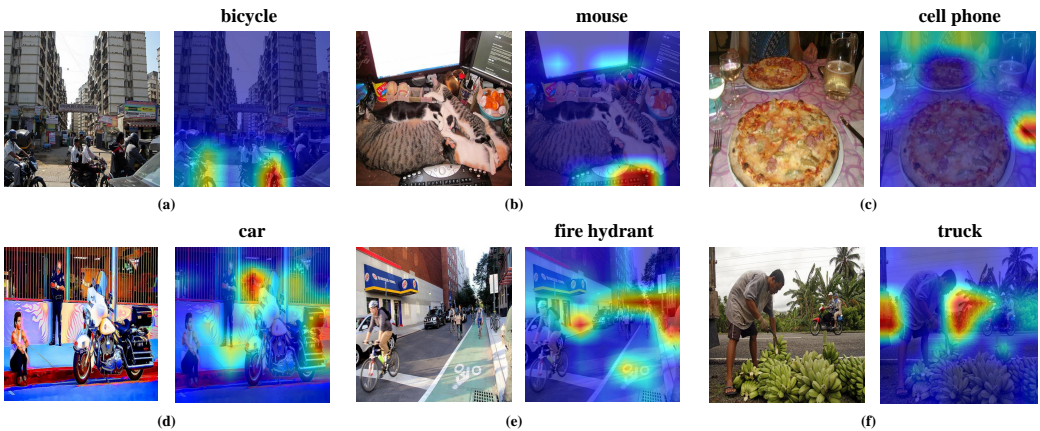 bicycle
mouse
cell phone
(a)
(b)
(c)
car
fire hydrant
truck
(d)
(e)
(f)